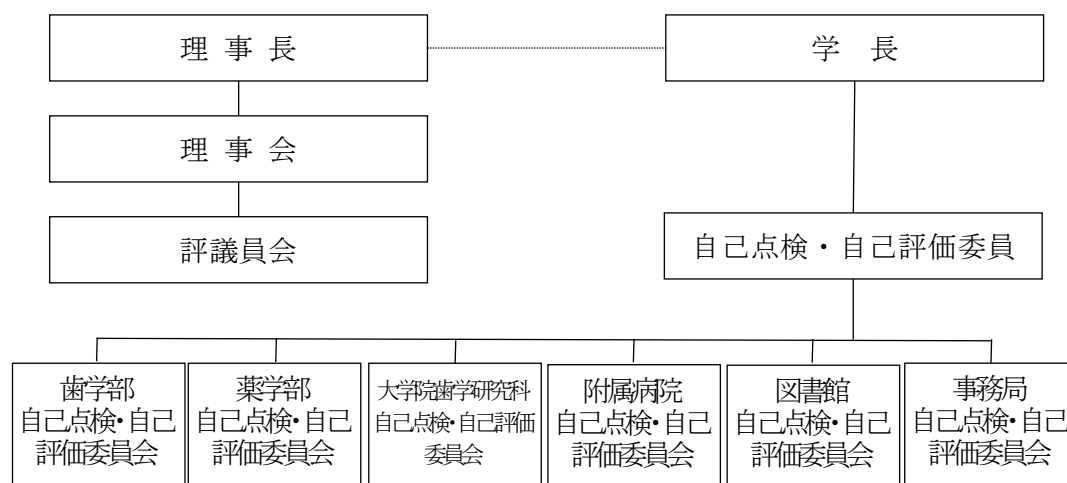 理 事 長
学 長
理 事 会
評議員会
自己点検・自己評価委員
歯学部
自己点検・自己
評価委員会
薬学部
自己点検・自己
評価委員会
大学院歯学研究科
自己点検・自己評価
委員会
附属病院
自己点検・自己
評価委員会
図書館
自己点検・自己
評価委員会
事務局
自己点検・自己
評価委員会